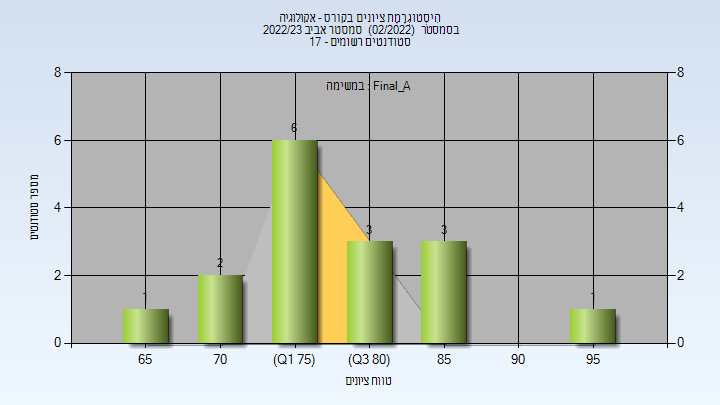 היסטוגרמת ציונים בקורס - אקולוגיה
בסמסטר (02/2022) סמסטר אביב 2022/23
סטודנטים רשומים - 17
במשימה : Final_A
8
6
4
2
0
8
6
4
2
0
מספר סטודנטים
1
2
6
3
3
1
65
70
(Q1 75)
(Q3 80)
85
90
95
טווח ציונים